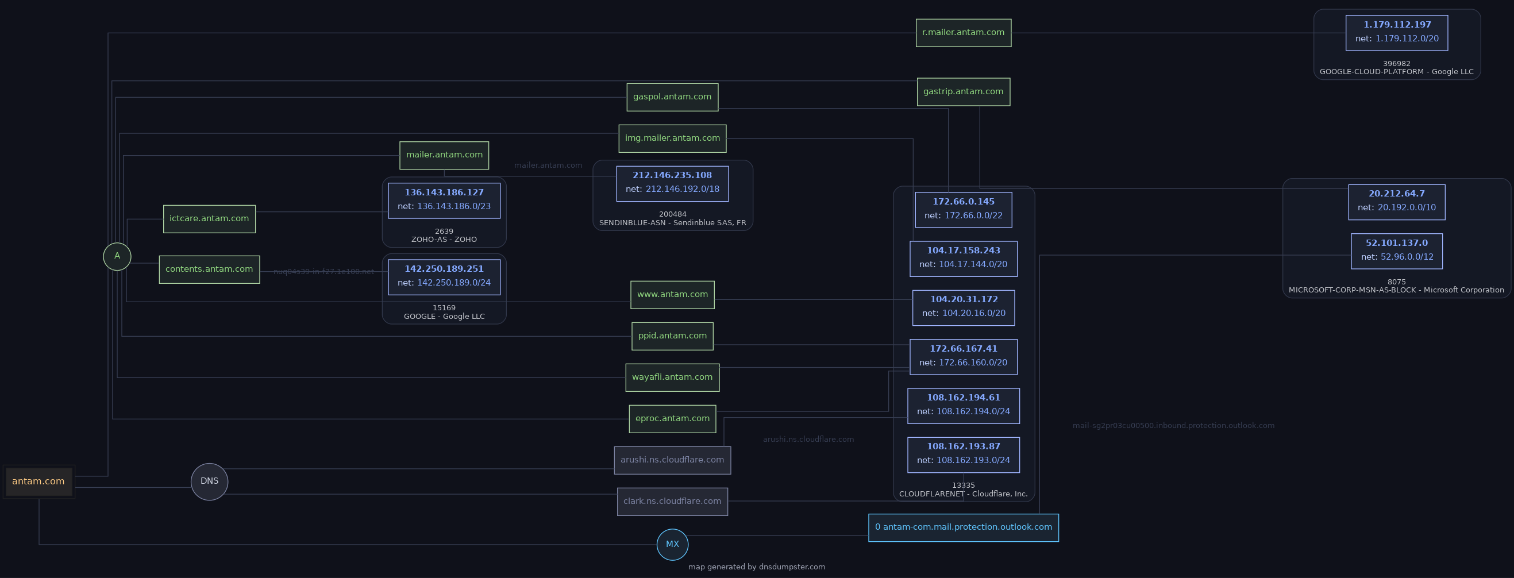 r.mailor.antam.com
1.179.112.197
net: 1.179.112.0/20
396982
GOOGLE-CLOUD-PLATFORM - Google LLC
gaspol.antam.com
gastrip.antam.com
img.mailer.antam.com
mailer.antam.com
mailer.antam.com
212.146.235.108
net: 212.146.192.0/18
200484
SENDINBLUE-ASN - Sendinblue SAS, FR
136.143.186.127
net: 136.143.186.0/23
2639
ZOHO-AS - ZOHO
172.66.0.145
net: 172.66.0.0/22
20.212.64.7
net: 20.192.0.0/10
ictcare.antam.com
A
104.17.158.243
net: 104.17.144.0/20
52.101.137.0
net: 52.96.0.0/12
8075
MICROSOFT-CORP-MSN-AS-BLOCK - Microsoft Corporation
contents.antam.com
142.250.189.251
net: 142.250.189.0/24
15169
GOOGLE - Google LLC
www.antam.com
104.20.31.172
net: 104.20.16.0/20
ppid.antam.com
172.66.167.41
net: 172.66.160.0/20
wayafli.antam.com
108.162.194.61
net: 108.162.194.0/24
eproc.antam.com
arushi.ns.cloudflare.com
108.162.193.87
net: 108.162.193.0/24
13335
CLOUDFLARENET - Cloudflare, Inc.
arushi.ns.cloudflare.com
mail-sg2pr03cu00500.inbound.protection.outlook.com
antam.com
DNS
clark.ns.cloudflare.com
0 antam-com.mail.protection.outlook.com
MX
map generated by dnsdumpster.com